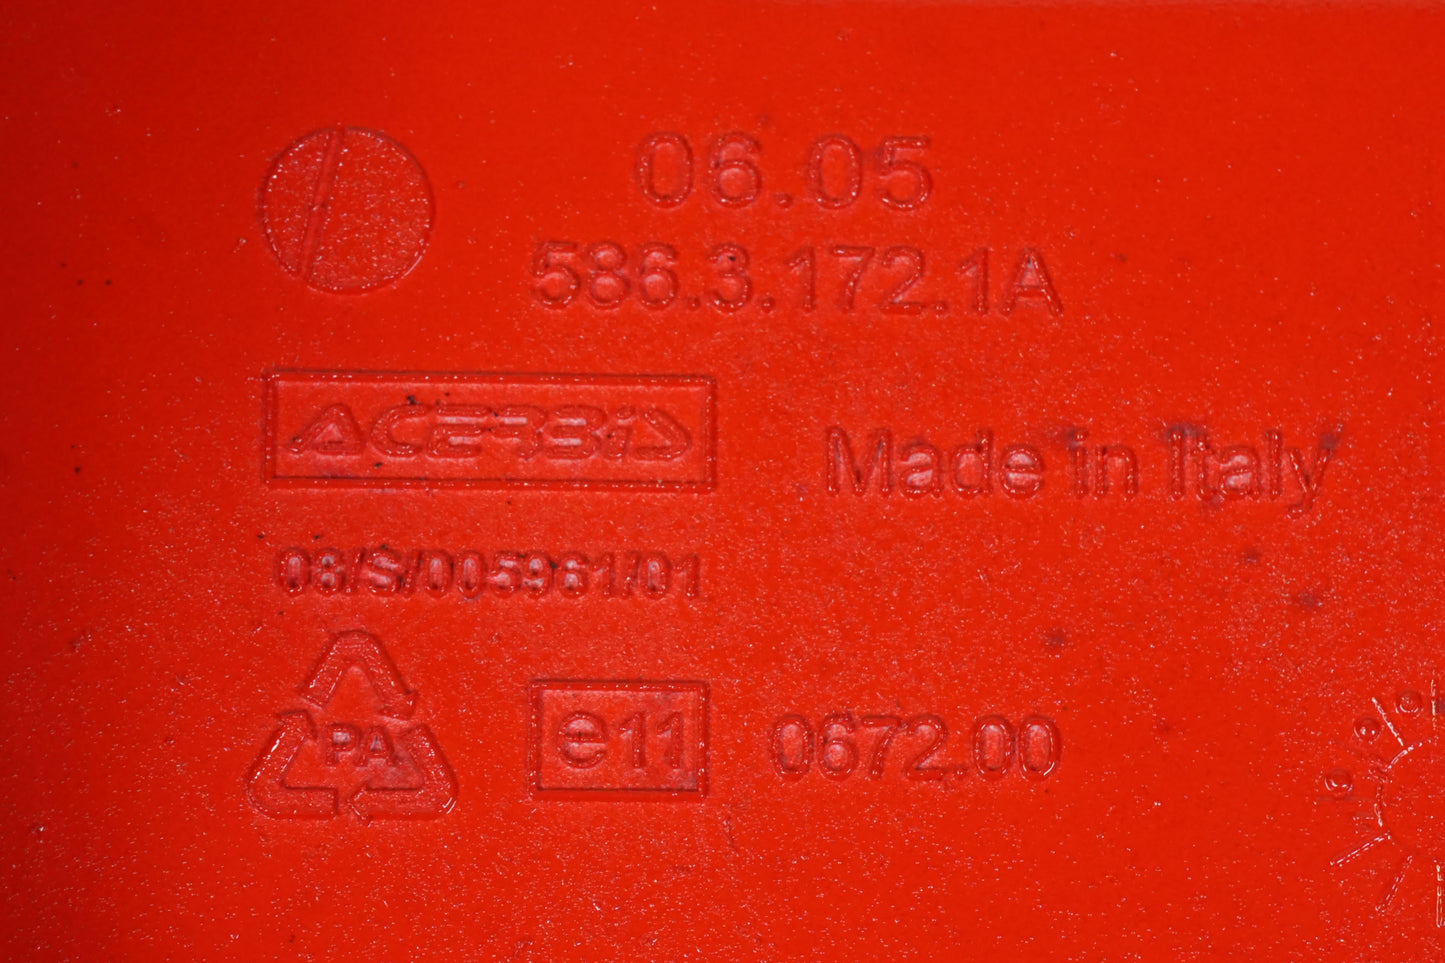 06.05
586.3.172.1A
ACERBIS
Made in Italy
08/S/005961/01
PA
e11 0672.00